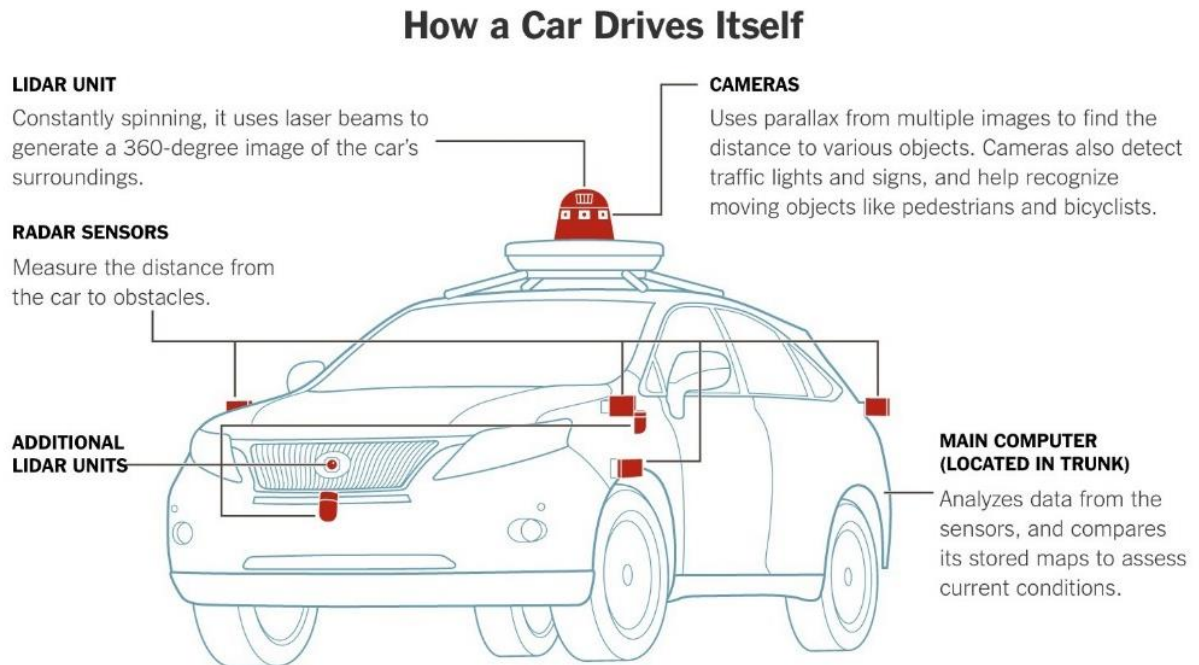 How a Car Drives Itself
LIDAR UNIT
Constantly spinning, it uses laser beams to
generate a 360-degree image of the car's
surroundings.
CAMERAS
Uses parallax from multiple images to find the
distance to various objects. Cameras also detect
traffic lights and signs, and help recognize
moving objects like pedestrians and bicyclists.
RADAR SENSORS
Measure the distance from
the car to obstacles.
ADDITIONAL
LIDAR UNITS
MAIN COMPUTER
(LOCATED IN TRUNK)
Analyzes data from the
sensors, and compares
its stored maps to assess
current conditions.